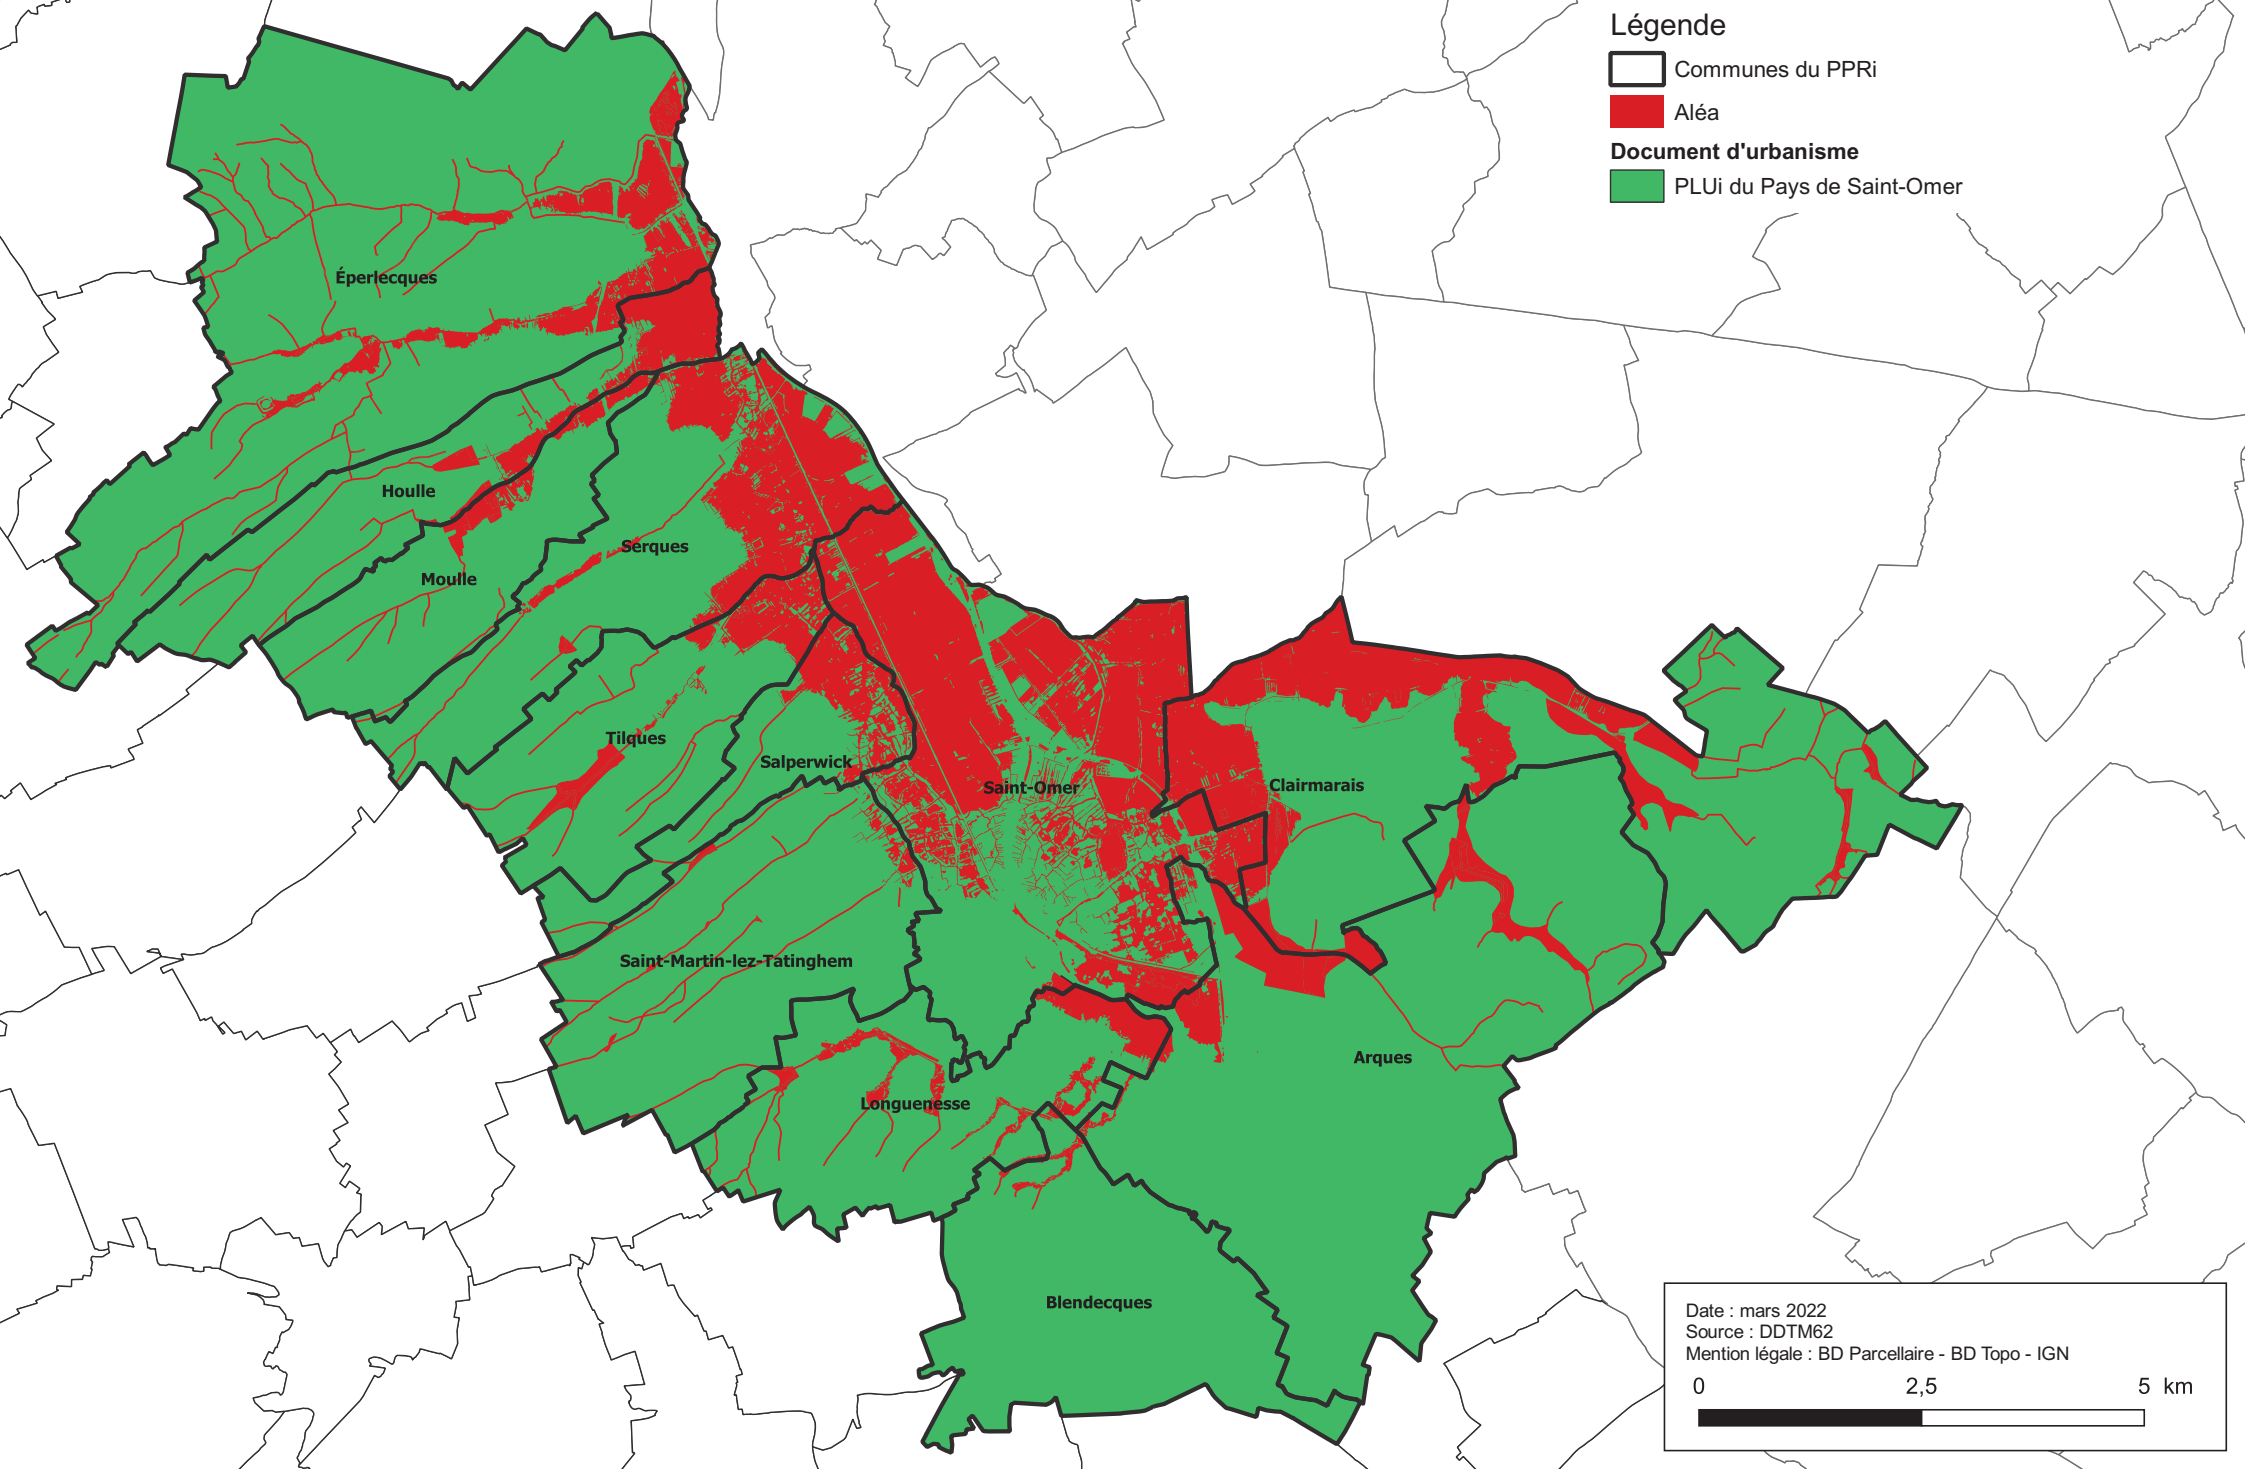 Légende
Communes du PPRi
Aléa
Document d'urbanisme
PLUi du Pays de Saint-Omer
Éperlecques
Houlle
Serques
Moulle
Tilques
Salperwick
Saint-Omer
Clairmarais
Saint-Martin-lez-Tatinghem
Arques
Longuenesse
Blendecques
Date : mars 2022
Source : DDTM62
Mention légale : BD Parcellaire - BD Topo - IGN
0 2,5 5 km